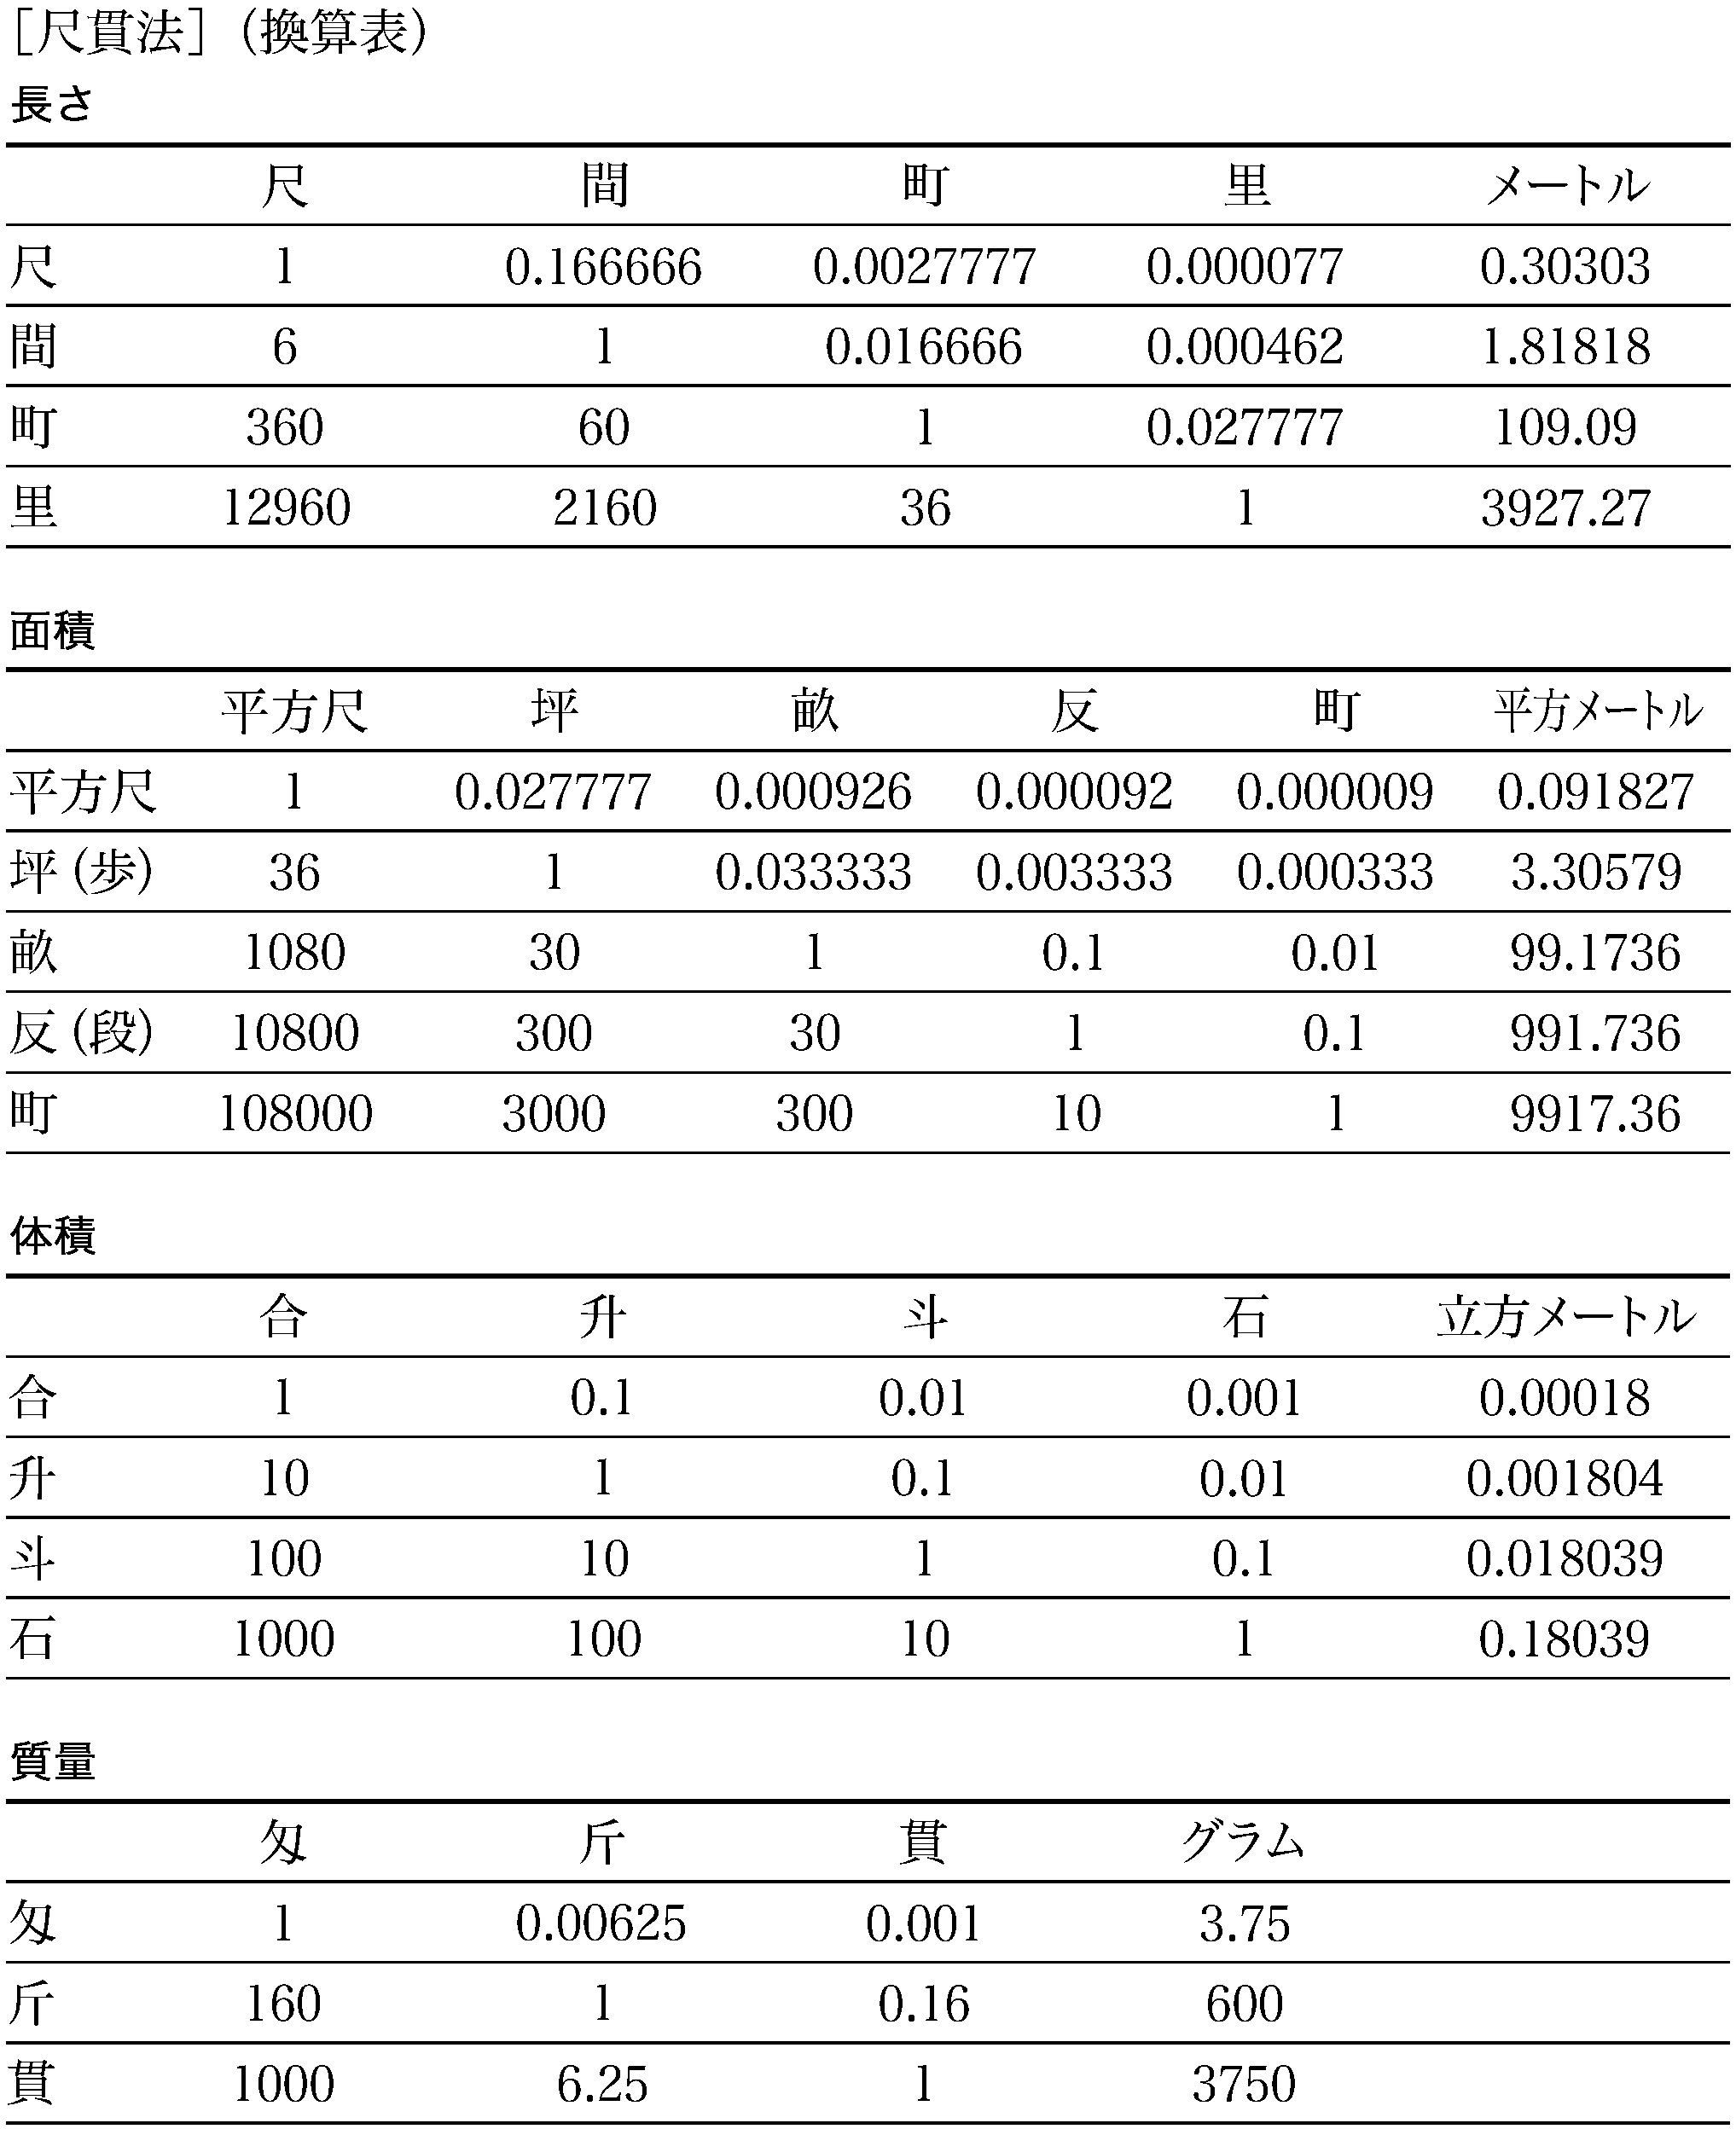 ［尺貫法］（換算表）
長さ
尺 間 町 里 メートル
尺 1 0.166666 0.0027777 0.000077 0.30303
間 6 1 0.016666 0.000462 1.81818
町 360 60 1 0.027777 109.09
里 12960 2160 36 1 3927.27
面積
平方尺 坪 畝 反 町 平方メートル
平方尺 1 0.027777 0.000926 0.000092 0.000009 0.091827
坪（歩） 36 1 0.033333 0.003333 0.000333 3.30579
畝 1080 30 1 0.1 0.01 99.1736
反（段） 10800 300 30 1 0.1 991.736
町 108000 3000 300 10 1 9917.36
体積
合 升 斗 石 立方メートル
合 1 0.1 0.01 0.001 0.00018
升 10 1 0.1 0.01 0.001804
斗 100 10 1 0.1 0.018039
石 1000 100 10 1 0.18039
質量
匁 斤 貫 グラム
匁 1 0.00625 0.001 3.75
斤 160 1 0.16 600
貫 1000 6.25 1 3750